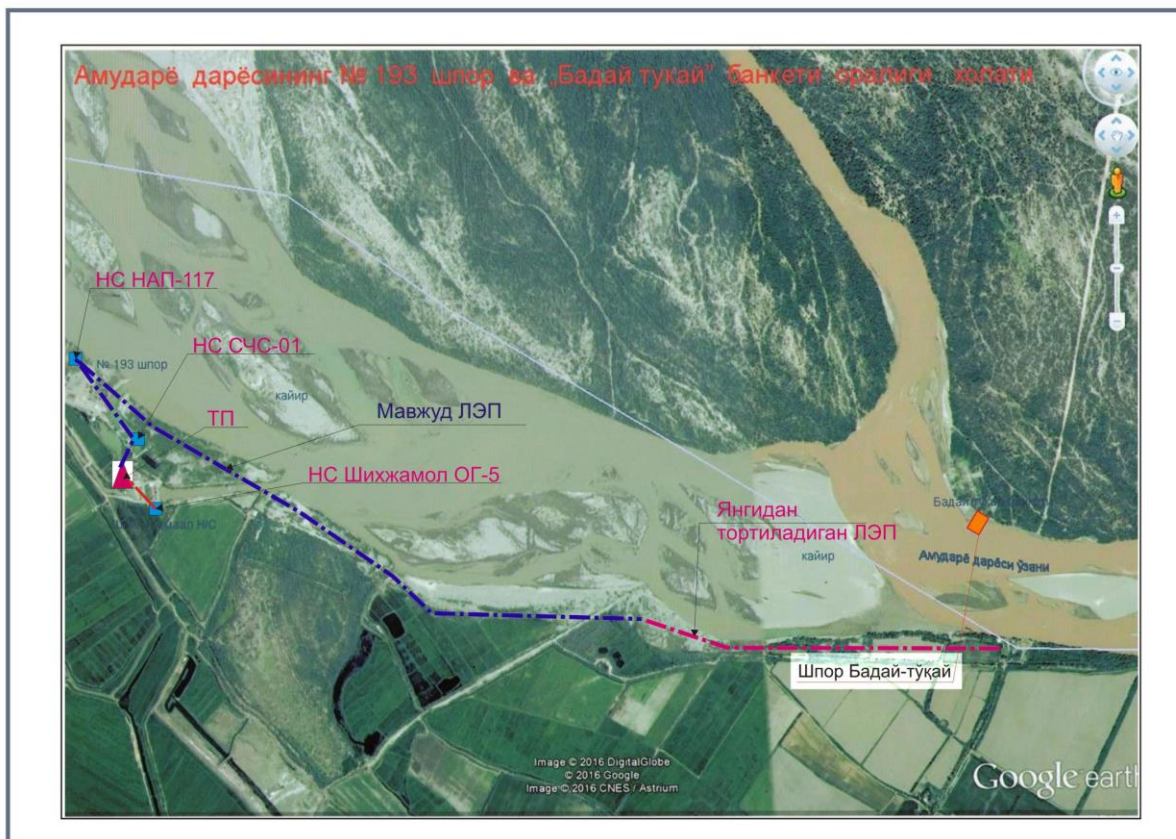 Амударё дарёсининг № 193 шпор ва „Бадай тукай" банкети оралиги холати
НС НАП-117
№ 193 шпор
НС СЧС-01
кайир
ТП
Мавжуд ЛЭП
НС Шихжамол ОГ-5
Н/С
Янгидан
тортиладиган ЛЭП
кайир
Бадай
Амударё дарёси ўзани
Шпор Бадай-тўқай
Image © 2016 DigitalGlobe
© 2016 Google
Image © 2016 CNES / Astrium
Google earth